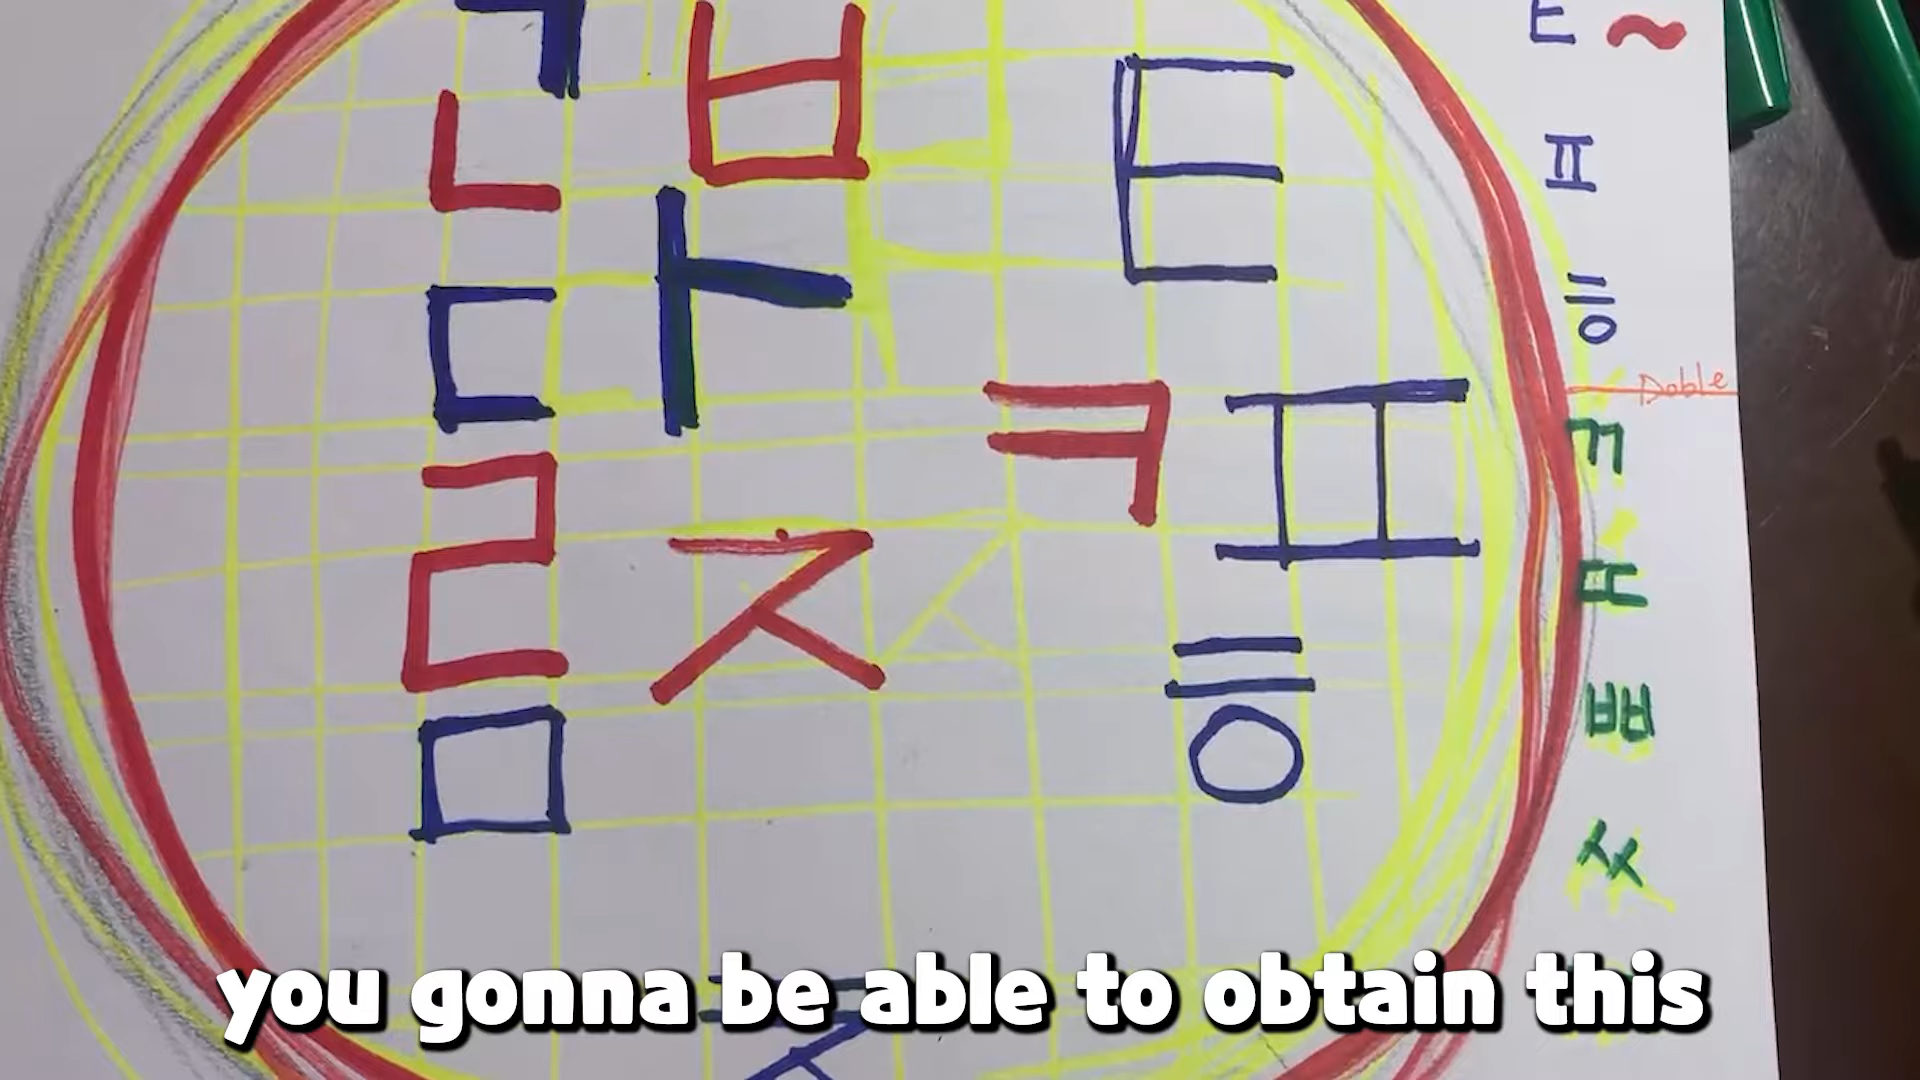 ㄱ
ㄴ
ㄷ
ㄹ
ㅁ
ㅂ
ㅏ
ㅈ
ㅋ
ㅌ
ㅍ
ㅎ
ㅌ ~
ㅍ
ㅎ
Doble
ㄲ
ㅃ
ㅆ
you gonna be able to obtain this